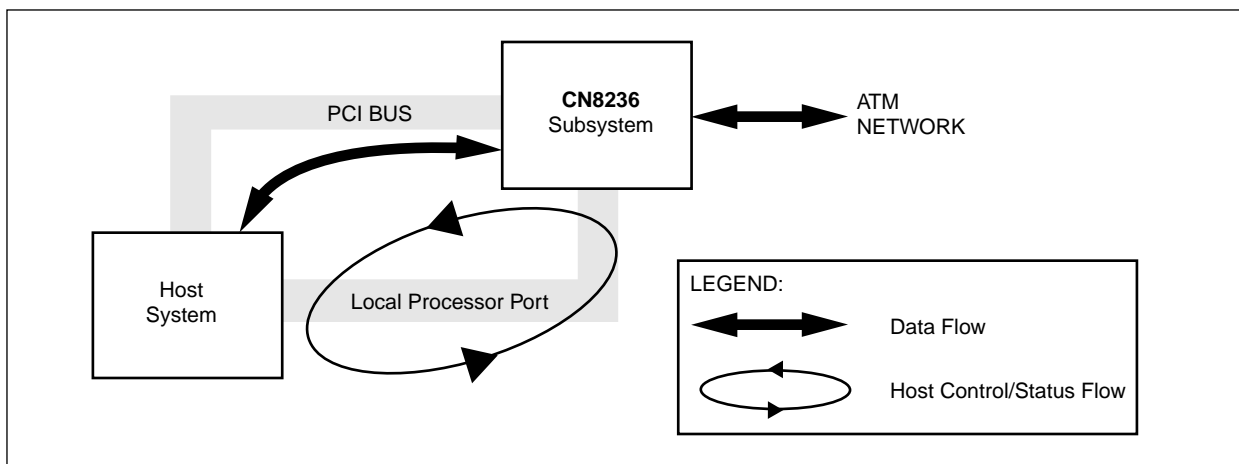 PCI BUS
CN8236
Subsystem
ATM
NETWORK
Host
System
Local Processor Port
LEGEND:
Data Flow
Host Control/Status Flow